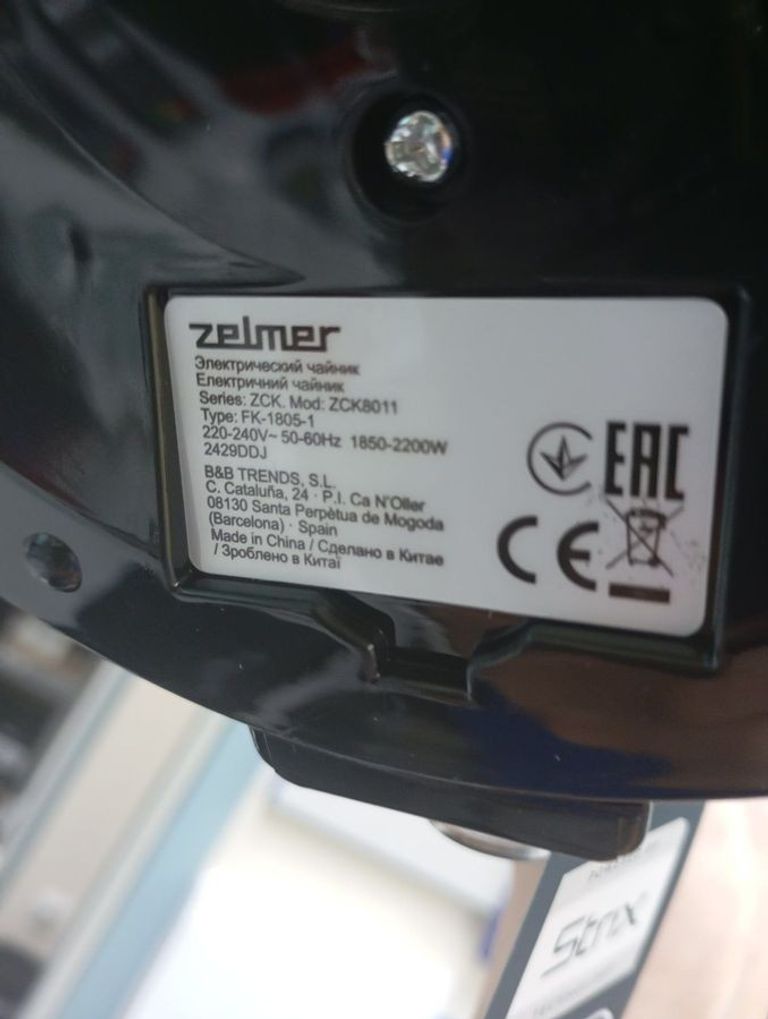 zelmer
Электрический чайник
Електричний чайник
Series: ZCK. Mod: ZCK8011
Type: FK-1805-1
220-240V~ 50-60Hz 1850-2200W
2429DDJ
B&B TRENDS, S.L.
C. Cataluña, 24 · P.I. Ca N'Oller
08130 Santa Perpètua de Mogoda
(Barcelona) · Spain
Made in China / Сделано в Китае
/ Зроблено в Китаї
EAC
CE
Strix